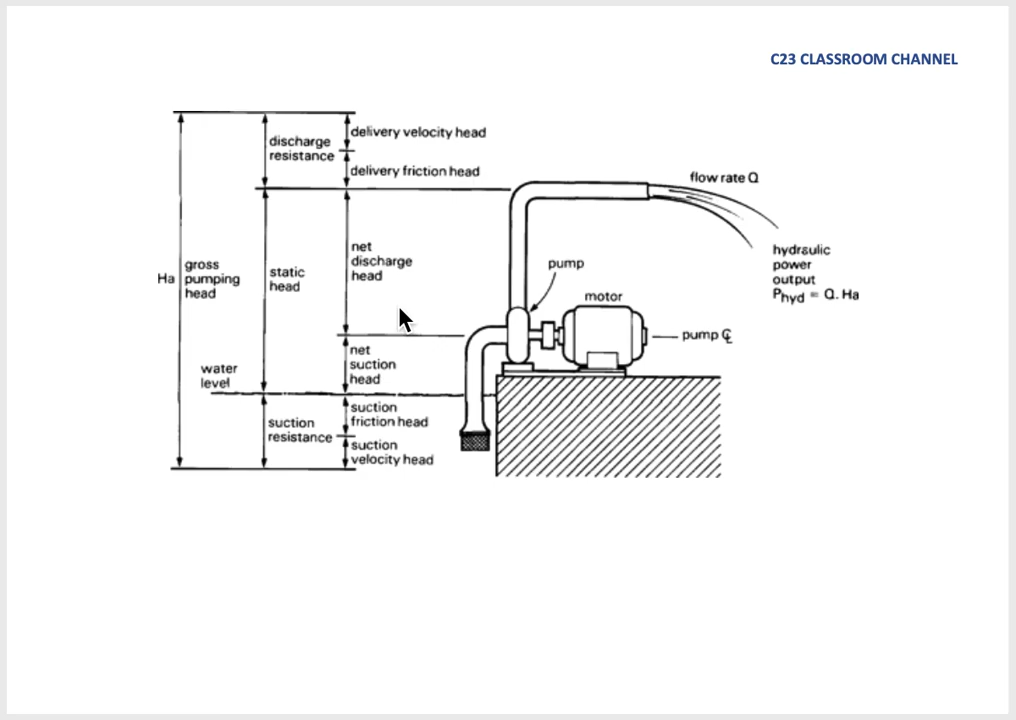 C23 CLASSROOM CHANNEL
delivery velocity head
discharge
resistance
delivery friction head
flow rate Q
net
discharge
head
hydrsulic
power
output
Phyd = Q. Ha
Ha
gross
pumping
head
static
head
pump
motor
pump ℄
net
suction
head
water
level
suction
friction head
suction
resistance
suction
velocity head